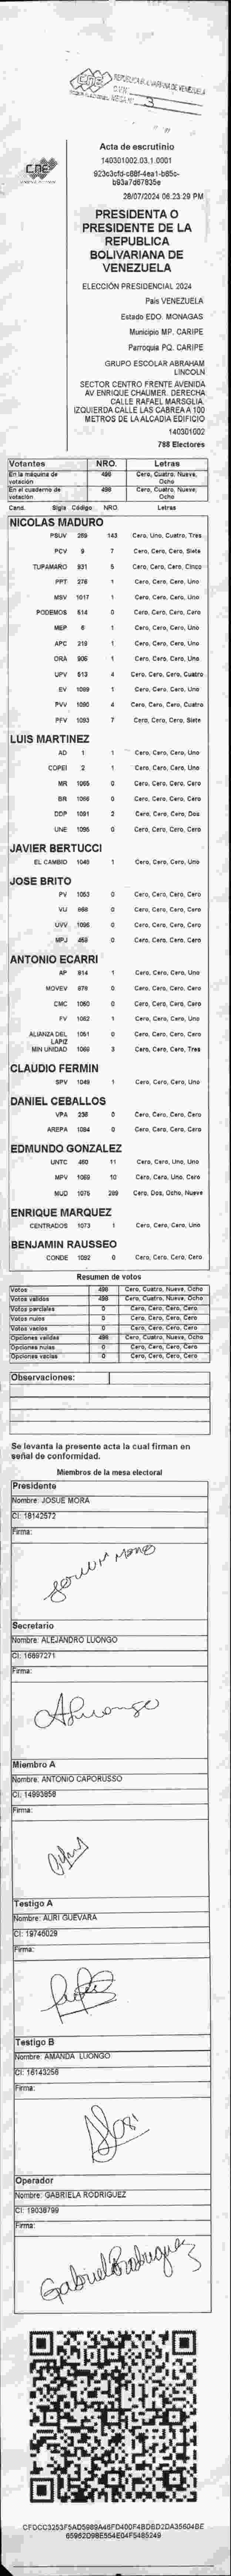 CNE
REPÚBLICA BOLIVARIANA DE VENEZUELA
3
CNE
Acta de escrutinio
140301002.03.1.0001
28/07/2024 06:23:29 PM
PRESIDENTA O
PRESIDENTE DE LA
REPUBLICA
BOLIVARIANA DE
VENEZUELA
ELECCIÓN PRESIDENCIAL 2024
País VENEZUELA
Estado EDO. MONAGAS
Municipio MP. CARIPE
Parroquia PQ. CARIPE
GRUPO ESCOLAR ABRAHAM
LINCOLN
SECTOR CENTRO FRENTE AVENIDA
AV ENRIQUE CHAUMER. DERECHA
CALLE RAFAEL MARSGLIA.
IZQUIERDA CALLE LAS CABREA A 100
METROS DE LA ALCADIA EDIFICIO
140301002
788 Electores
Votantes NRO. Letras
En la máquina de votación 498 Cero, Cuatro, Nueve, Ocho
En el cuaderno de votación 498 Cero, Cuatro, Nueve, Ocho
Cand. Sigla Código NRO. Letras
NICOLAS MADURO
PSUV 269 143 Cero, Uno, Cuatro, Tres
PCV 9 7 Cero, Cero, Cero, Siete
TUPAMARO 931 5 Cero, Cero, Cero, Cinco
PPT 276 1 Cero, Cero, Cero, Uno
MSV 1017 1 Cero, Cero, Cero, Uno
PODEMOS 514 0 Cero, Cero, Cero, Cero
MEP 6 1 Cero, Cero, Cero, Uno
APC 219 1 Cero, Cero, Cero, Uno
ORA 906 1 Cero, Cero, Cero, Uno
UPV 513 4 Cero, Cero, Cero, Cuatro
EV 1089 1 Cero, Cero, Cero, Uno
PVV 1090 4 Cero, Cero, Cero, Cuatro
PFV 1093 7 Cero, Cero, Cero, Siete
LUIS MARTINEZ
AD 1 1 Cero, Cero, Cero, Uno
COPEI 2 1 Cero, Cero, Cero, Uno
MR 1065 0 Cero, Cero, Cero, Cero
BR 1066 0 Cero, Cero, Cero, Cero
DDP 1091 2 Cero, Cero, Cero, Dos
UNE 1095 0 Cero, Cero, Cero, Cero
JAVIER BERTUCCI
EL CAMBIO 1048 1 Cero, Cero, Cero, Uno
JOSE BRITO
PV 1053 0 Cero, Cero, Cero, Cero
VU 868 0 Cero, Cero, Cero, Cero
UVV 1096 0 Cero, Cero, Cero, Cero
MPJ 455 0 Cero, Cero, Cero, Cero
ANTONIO ECARRI
AP 814 1 Cero, Cero, Cero, Uno
MOVEV 978 0 Cero, Cero, Cero, Cero
CMC 1050 0 Cero, Cero, Cero, Cero
FV 1052 1 Cero, Cero, Cero, Uno
ALIANZA DEL LAPIZ 1051 0 Cero, Cero, Cero, Cero
MIN UNIDAD 1060 3 Cero, Cero, Cero, Tres
CLAUDIO FERMIN
SPV 1049 1 Cero, Cero, Cero, Uno
DANIEL CEBALLOS
VPA 238 0 Cero, Cero, Cero, Cero
AREPA 1084 0 Cero, Cero, Cero, Cero
EDMUNDO GONZALEZ
UNTC 460 11 Cero, Cero, Uno, Uno
MPV 1069 10 Cero, Cero, Uno, Cero
MUD 1075 289 Cero, Dos, Ocho, Nueve
ENRIQUE MARQUEZ
CENTRADOS 1073 1 Cero, Cero, Cero, Uno
BENJAMIN RAUSSEO
CONDE 1092 0 Cero, Cero, Cero, Cero
Resumen de votos
Votos 498 Cero, Cuatro, Nueve, Ocho
Votos validos 498 Cero, Cuatro, Nueve, Ocho
Votos parciales 0 Cero, Cero, Cero, Cero
Votos nulos 0 Cero, Cero, Cero, Cero
Votos vacios 0 Cero, Cero, Cero, Cero
Opciones validas 498 Cero, Cuatro, Nueve, Ocho
Opciones nulas 0 Cero, Cero, Cero, Cero
Opciones vacias 0 Cero, Cero, Cero, Cero
Observaciones:
Se levanta la presente acta la cual firman en
señal de conformidad.
Miembros de la mesa electoral
Presidente
Nombre: JOSUE MORA
CI: 18142572
Firma:
Josue Mora
Secretario
Nombre: ALEJANDRO LUONGO
CI: 16697271
Firma:
ALuongo
Miembro A
Nombre: ANTONIO CAPORUSSO
CI: 14993856
Firma:
Testigo A
Nombre: AURI GUEVARA
CI: 19746029
Firma:
Testigo B
Nombre: AMANDA LUONGO
CI: 16143256
Firma:
Operador
Nombre: GABRIELA RODRIGUEZ
CI: 19038799
Firma:
Gabriela Rodriguez